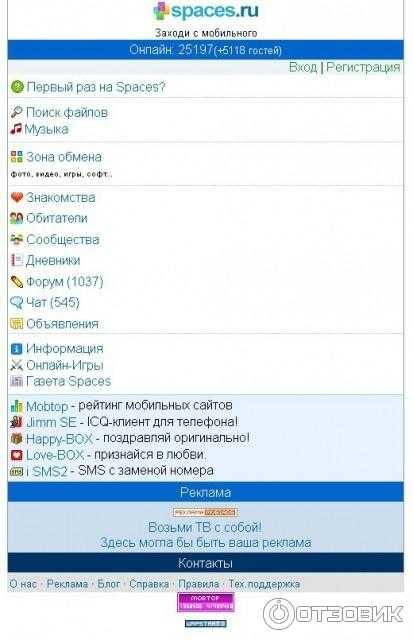 spaces.ru
Заходи с мобильного
Онлайн: 25197(+5118 гостей)
Вход | Регистрация
Первый раз на Spaces?
Поиск файлов
Музыка
Зона обмена
фото, видео, игры, софт..
Знакомства
Обитатели
Сообщества
Дневники
Форум (1037)
Чат (545)
Объявления
Информация
Онлайн-Игры
Газета Spaces
Mobtop - рейтинг мобильных сайтов
Jimm SE - ICQ-клиент для телефона!
Happy-BOX - поздравляй оригинально!
Love-BOX - признайся в любви.
i SMS2 - SMS с заменой номера
Реклама
РЕКЛАМА
Возьми ТВ с собой!
Здесь могла бы быть ваша реклама
Контакты
О нас · Реклама · Блог · Справка · Правила · Тех.поддержка
MOBTOP
WAPSTART
ОТЗОВИК